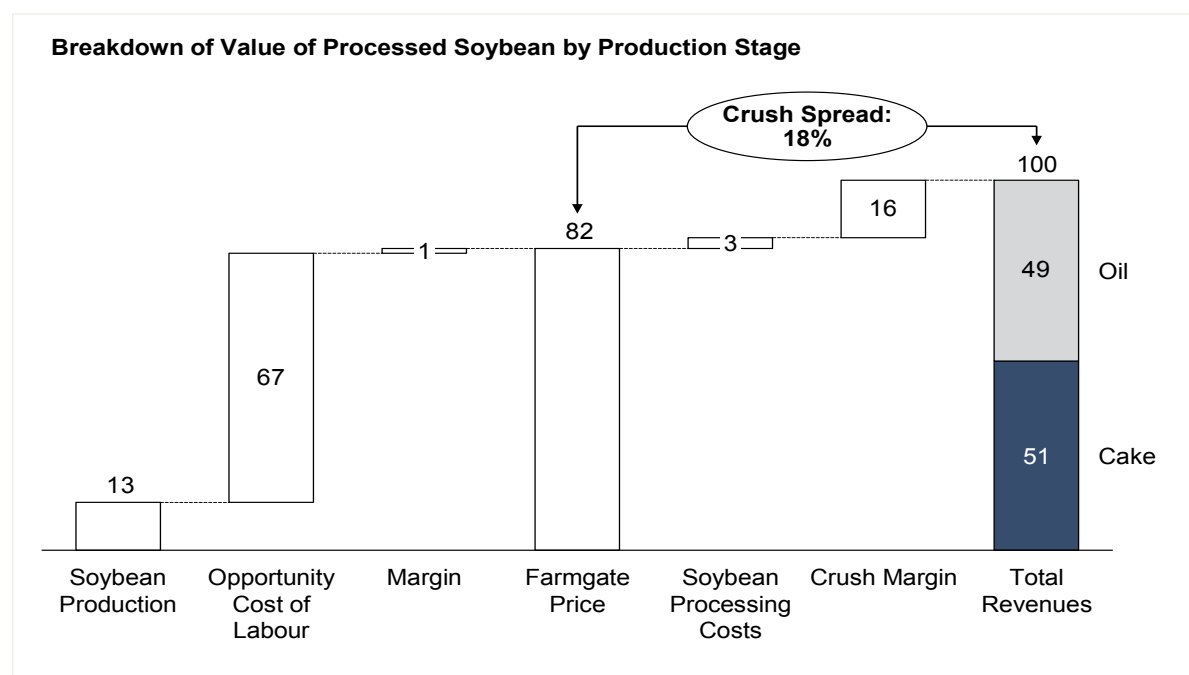 Breakdown of Value of Processed Soybean by Production Stage
Crush Spread:
18%
100
16
82
3
1
49
Oil
67
51
Cake
13
Soybean
Production
Opportunity
Cost of
Labour
Margin
Farmgate
Price
Soybean
Processing
Costs
Crush Margin
Total
Revenues